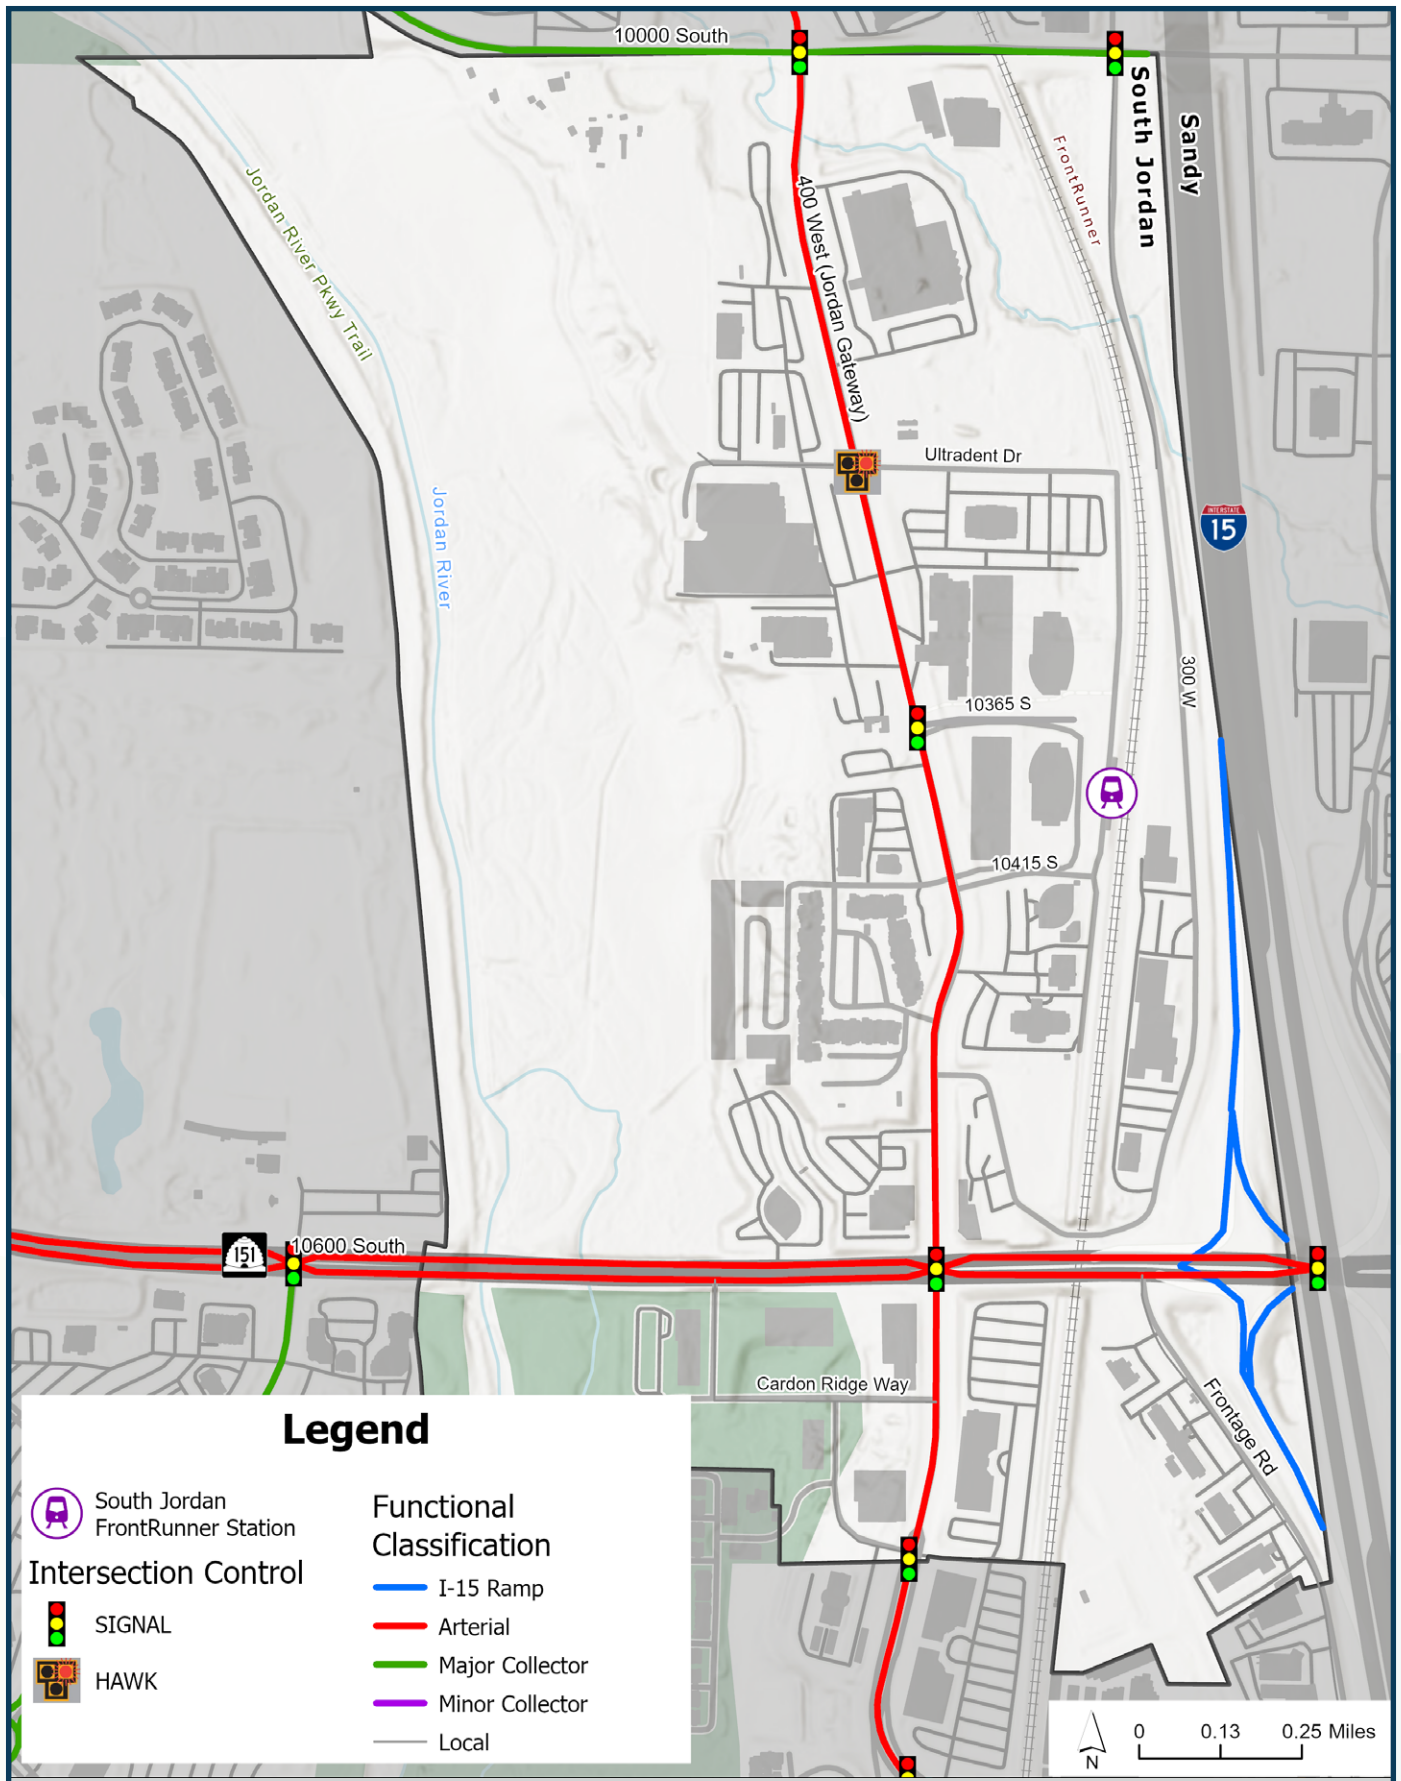 10000 South
South Jordan
Sandy
FrontRunner
Jordan River Pkwy Trail
400 West (Jordan Gateway)
Ultradent Dr
Jordan River
INTERSTATE
15
300 W
10365 S
10415 S
151
10600 South
Cardon Ridge Way
Frontage Rd
Legend
South Jordan
FrontRunner Station
Intersection Control
SIGNAL
HAWK
Functional
Classification
I-15 Ramp
Arterial
Major Collector
Minor Collector
Local
N
0 0.13 0.25 Miles